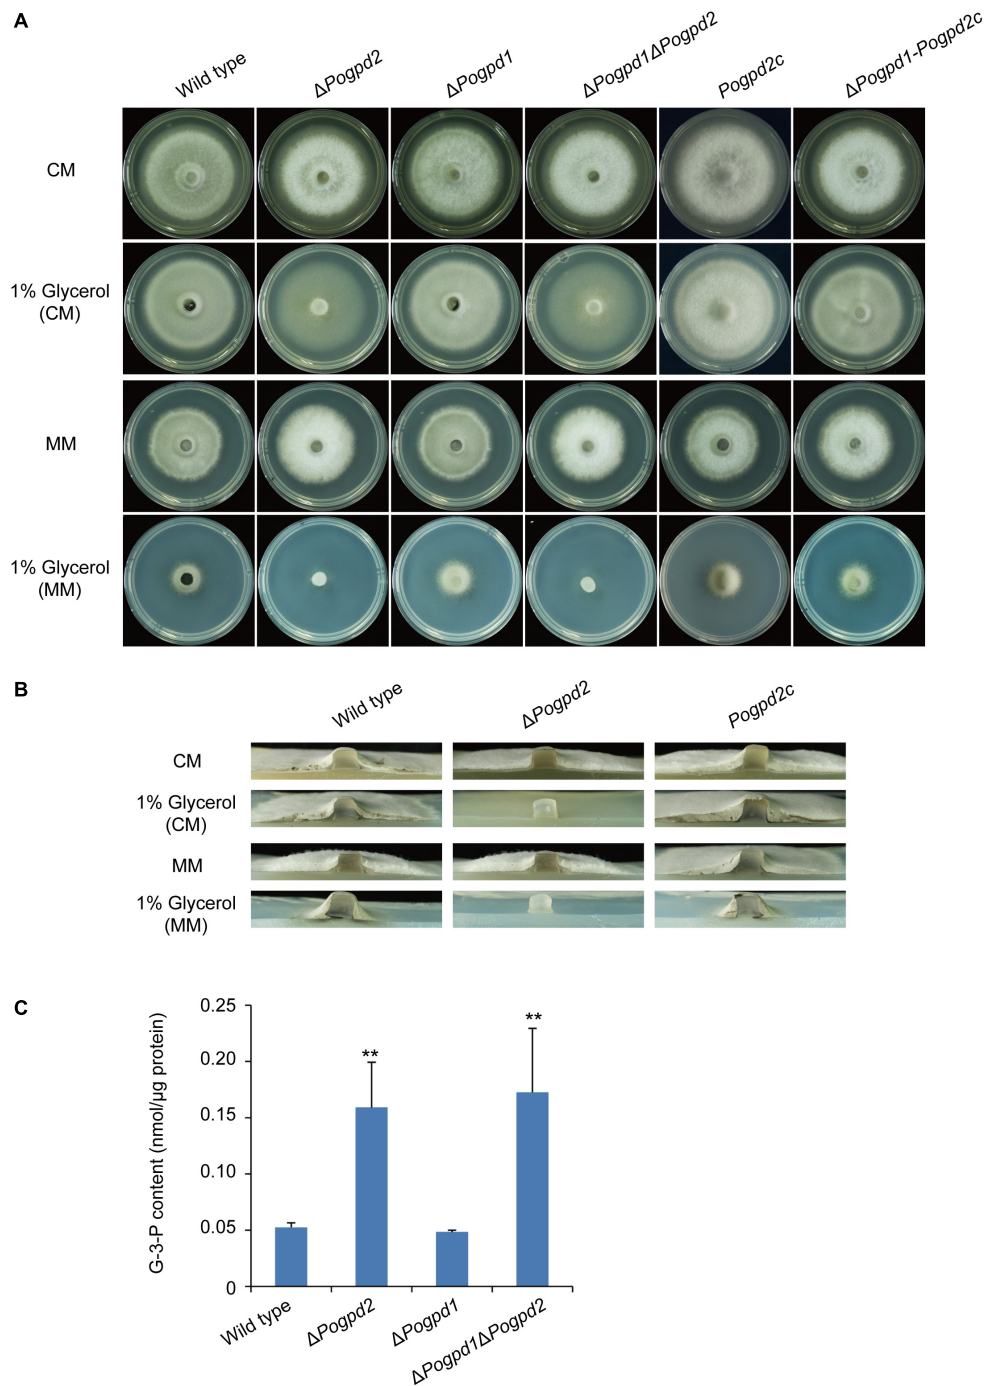 A
Wild type
ΔPogpd2
ΔPogpd1
ΔPogpd1ΔPogpd2
Pogpd2c
ΔPogpd1-Pogpd2c
CM
1% Glycerol
(CM)
MM
1% Glycerol
(MM)
B
Wild type
ΔPogpd2
Pogpd2c
CM
1% Glycerol
(CM)
MM
1% Glycerol
(MM)
C
G-3-P content (nmol/μg protein)
0.25
0.20
0.15
0.10
0.05
0
**
**
Wild type
ΔPogpd2
ΔPogpd1
ΔPogpd1ΔPogpd2